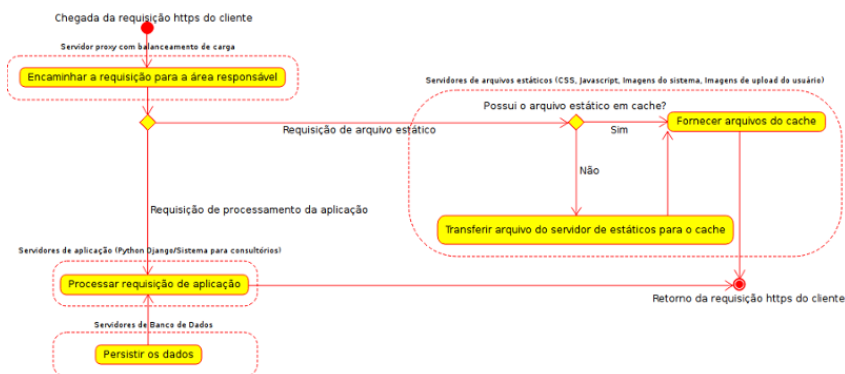 Chegada da requisição https do cliente
Servidor proxy com balanceamento de carga
Encaminhar a requisição para a área responsável
Servidores de arquivos estáticos (CSS, Javascript, Imagens do sistema, Imagens de upload do usuário)
Possui o arquivo estático em cache?
Requisição de arquivo estático
Sim
Fornecer arquivos do cache
Não
Requisição de processamento da aplicação
Transferir arquivo do servidor de estáticos para o cache
Servidores de aplicação (Python Django/Sistema para consultórios)
Processar requisição de aplicação
Retorno da requisição https do cliente
Servidores de Banco de Dados
Persistir os dados